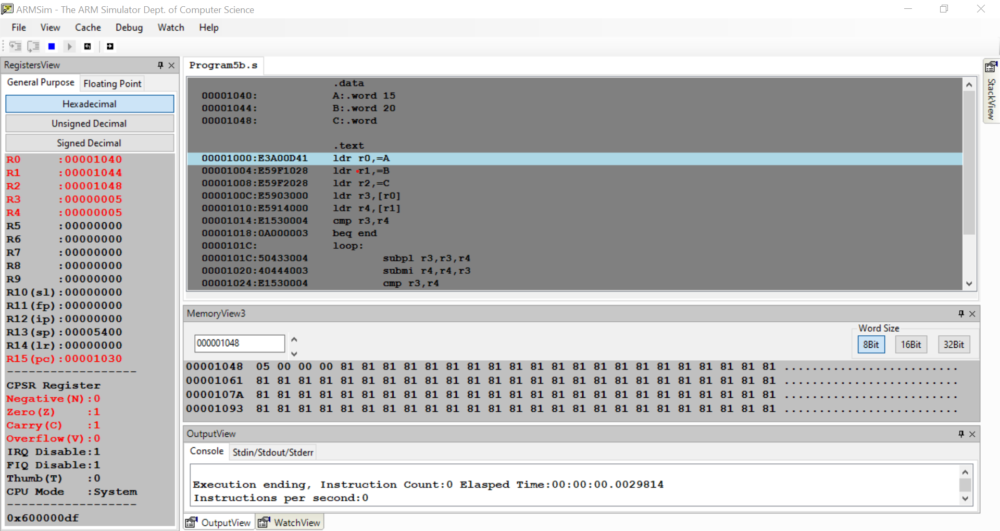 ARMSim - The ARM Simulator Dept. of Computer Science
File View Cache Debug Watch Help
RegistersView
General Purpose Floating Point
Hexadecimal
Unsigned Decimal
Signed Decimal
R0 :00001040
R1 :00001044
R2 :00001048
R3 :00000005
R4 :00000005
R5 :00000000
R6 :00000000
R7 :00000000
R8 :00000000
R9 :00000000
R10(sl):00000000
R11(fp):00000000
R12(ip):00000000
R13(sp):00005400
R14(lr):00000000
R15(pc):00001030
-------------------
CPSR Register
Negative(N):0
Zero(Z) :1
Carry(C) :1
Overflow(V):0
IRQ Disable:1
FIQ Disable:1
Thumb(T) :0
CPU Mode :System
-------------------
0x600000df
Program5b.s
.data
00001040: A:.word 15
00001044: B:.word 20
00001048: C:.word
.text
00001000:E3A00D41 ldr r0,=A
00001004:E59F1028 ldr r1,=B
00001008:E59F2028 ldr r2,=C
0000100C:E5903000 ldr r3,[r0]
00001010:E5914000 ldr r4,[r1]
00001014:E1530004 cmp r3,r4
00001018:0A000003 beq end
0000101C: loop:
0000101C:50433004 subpl r3,r3,r4
00001020:40444003 submi r4,r4,r3
00001024:E1530004 cmp r3,r4
StackView
MemoryView3
000001048
Word Size
8Bit 16Bit 32Bit
00001048 05 00 00 00 81 81 81 81 81 81 81 81 81 81 81 81 81 81 81 81 81 81 81 81 81 .........................
00001061 81 81 81 81 81 81 81 81 81 81 81 81 81 81 81 81 81 81 81 81 81 81 81 81 81 .........................
0000107A 81 81 81 81 81 81 81 81 81 81 81 81 81 81 81 81 81 81 81 81 81 81 81 81 81 .........................
00001093 81 81 81 81 81 81 81 81 81 81 81 81 81 81 81 81 81 81 81 81 81 81 81 81 81 .........................
OutputView
Console Stdin/Stdout/Stderr
Execution ending, Instruction Count:0 Elasped Time:00:00:00.0029814
Instructions per second:0
OutputView WatchView